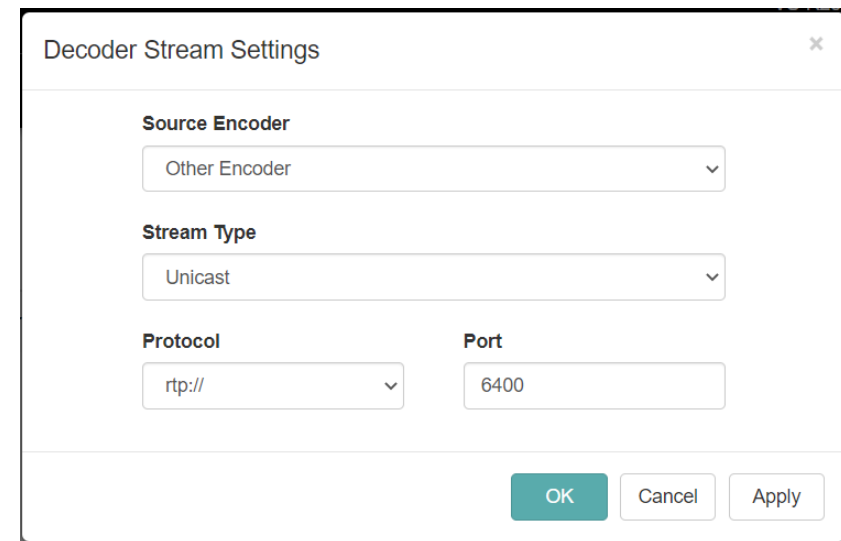 Decoder Stream Settings
×
Source Encoder
Other Encoder
Stream Type
Unicast
Protocol Port
rtp:// 6400
OK Cancel Apply